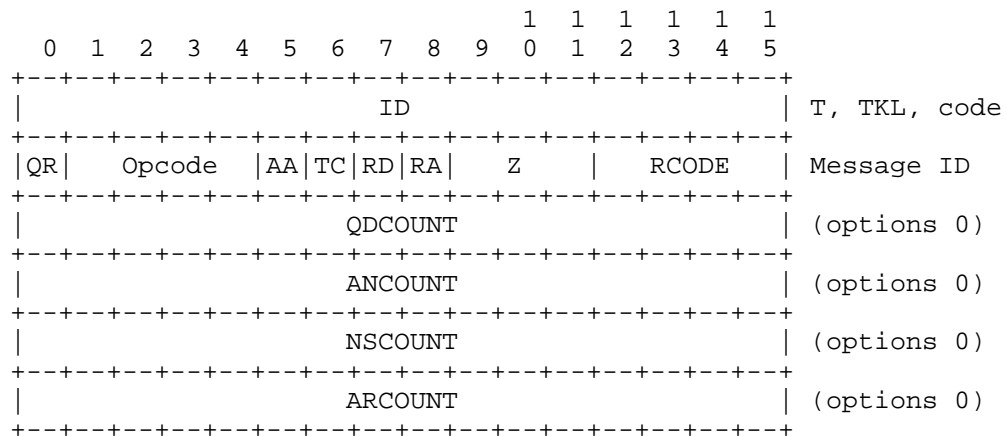 1  1  1  1  1  1
   0  1  2  3  4  5  6  7  8  9  0  1  2  3  4  5
+--+--+--+--+--+--+--+--+--+--+--+--+--+--+--+--+
|                      ID                       | T, TKL, code
+--+--+--+--+--+--+--+--+--+--+--+--+--+--+--+--+
|QR|   Opcode  |AA|TC|RD|RA|   Z    |   RCODE   | Message ID
+--+--+--+--+--+--+--+--+--+--+--+--+--+--+--+--+
|                    QDCOUNT                    | (options 0)
+--+--+--+--+--+--+--+--+--+--+--+--+--+--+--+--+
|                    ANCOUNT                    | (options 0)
+--+--+--+--+--+--+--+--+--+--+--+--+--+--+--+--+
|                    NSCOUNT                    | (options 0)
+--+--+--+--+--+--+--+--+--+--+--+--+--+--+--+--+
|                    ARCOUNT                    | (options 0)
+--+--+--+--+--+--+--+--+--+--+--+--+--+--+--+--+